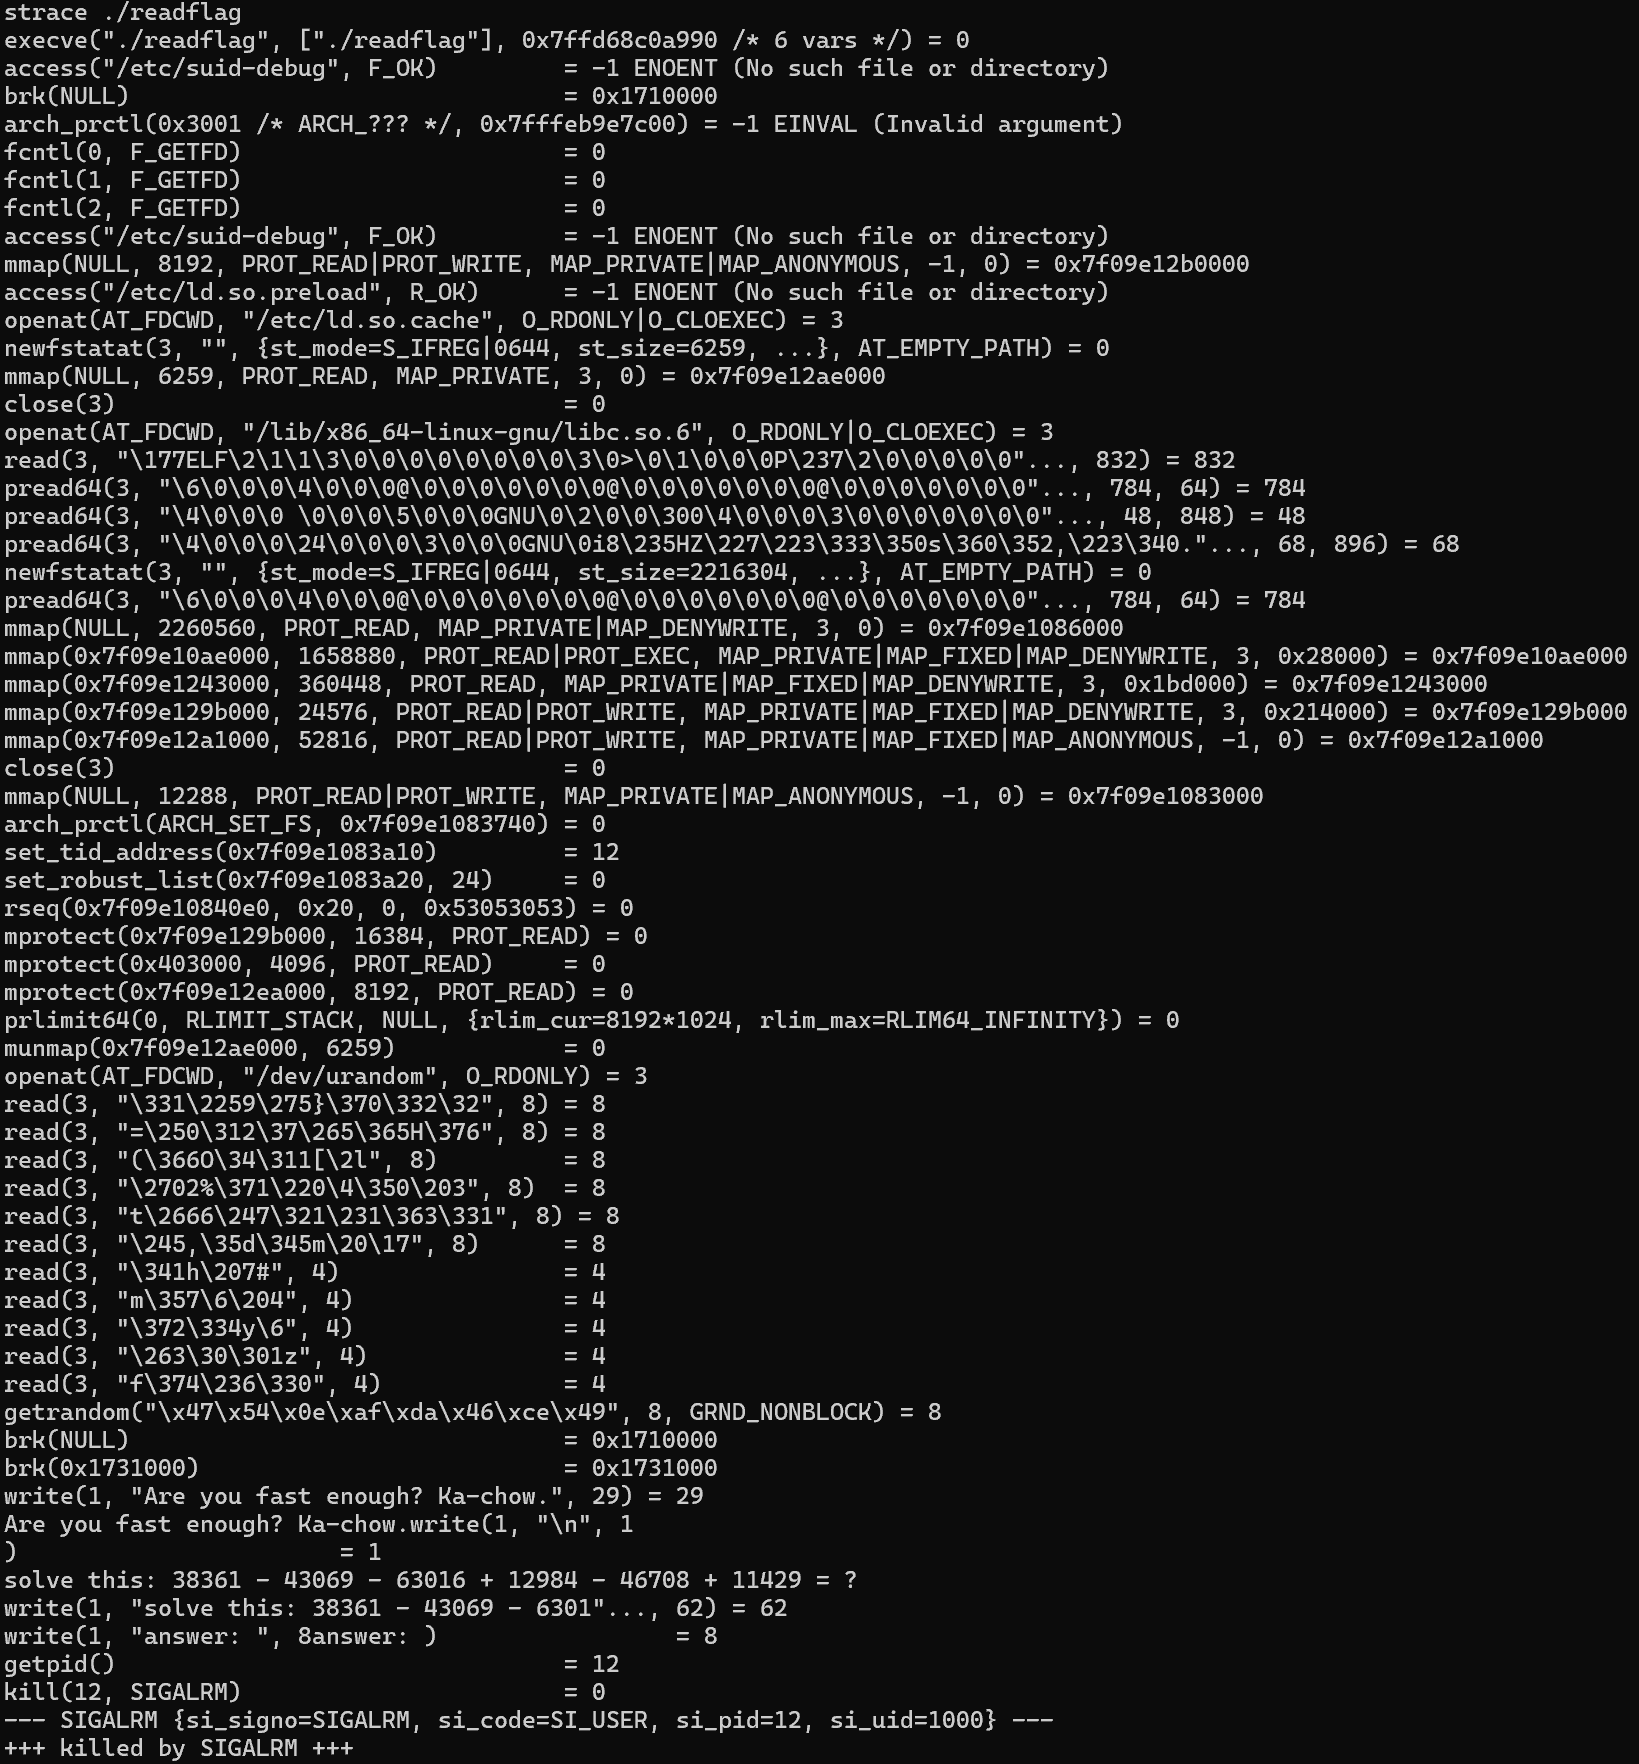 strace ./readflag
execve("./readflag", ["./readflag"], 0x7ffd68c0a990 /* 6 vars */) = 0
access("/etc/suid-debug", F_OK)         = -1 ENOENT (No such file or directory)
brk(NULL)                               = 0x1710000
arch_prctl(0x3001 /* ARCH_??? */, 0x7fffeb9e7c00) = -1 EINVAL (Invalid argument)
fcntl(0, F_GETFD)                       = 0
fcntl(1, F_GETFD)                       = 0
fcntl(2, F_GETFD)                       = 0
access("/etc/suid-debug", F_OK)         = -1 ENOENT (No such file or directory)
mmap(NULL, 8192, PROT_READ|PROT_WRITE, MAP_PRIVATE|MAP_ANONYMOUS, -1, 0) = 0x7f09e12b0000
access("/etc/ld.so.preload", R_OK)      = -1 ENOENT (No such file or directory)
openat(AT_FDCWD, "/etc/ld.so.cache", O_RDONLY|O_CLOEXEC) = 3
newfstatat(3, "", {st_mode=S_IFREG|0644, st_size=6259, ...}, AT_EMPTY_PATH) = 0
mmap(NULL, 6259, PROT_READ, MAP_PRIVATE, 3, 0) = 0x7f09e12ae000
close(3)                                = 0
openat(AT_FDCWD, "/lib/x86_64-linux-gnu/libc.so.6", O_RDONLY|O_CLOEXEC) = 3
read(3, "\177ELF\2\1\1\3\0\0\0\0\0\0\0\0\3\0>\0\1\0\0\0P\237\2\0\0\0\0\0"..., 832) = 832
pread64(3, "\6\0\0\0\4\0\0\0@\0\0\0\0\0\0\0@\0\0\0\0\0\0\0@\0\0\0\0\0\0\0"..., 784, 64) = 784
pread64(3, "\4\0\0\0 \0\0\0\5\0\0\0GNU\0\2\0\0\300\4\0\0\0\3\0\0\0\0\0\0\0"..., 48, 848) = 48
pread64(3, "\4\0\0\0\24\0\0\0\3\0\0\0GNU\0i8\235HZ\227\223\333\350s\360\352,\223\340."..., 68, 896) = 68
newfstatat(3, "", {st_mode=S_IFREG|0644, st_size=2216304, ...}, AT_EMPTY_PATH) = 0
pread64(3, "\6\0\0\0\4\0\0\0@\0\0\0\0\0\0\0@\0\0\0\0\0\0\0@\0\0\0\0\0\0\0"..., 784, 64) = 784
mmap(NULL, 2260560, PROT_READ, MAP_PRIVATE|MAP_DENYWRITE, 3, 0) = 0x7f09e1086000
mmap(0x7f09e10ae000, 1658880, PROT_READ|PROT_EXEC, MAP_PRIVATE|MAP_FIXED|MAP_DENYWRITE, 3, 0x28000) = 0x7f09e10ae000
mmap(0x7f09e1243000, 360448, PROT_READ, MAP_PRIVATE|MAP_FIXED|MAP_DENYWRITE, 3, 0x1bd000) = 0x7f09e1243000
mmap(0x7f09e129b000, 24576, PROT_READ|PROT_WRITE, MAP_PRIVATE|MAP_FIXED|MAP_DENYWRITE, 3, 0x214000) = 0x7f09e129b000
mmap(0x7f09e12a1000, 52816, PROT_READ|PROT_WRITE, MAP_PRIVATE|MAP_FIXED|MAP_ANONYMOUS, -1, 0) = 0x7f09e12a1000
close(3)                                = 0
mmap(NULL, 12288, PROT_READ|PROT_WRITE, MAP_PRIVATE|MAP_ANONYMOUS, -1, 0) = 0x7f09e1083000
arch_prctl(ARCH_SET_FS, 0x7f09e1083740) = 0
set_tid_address(0x7f09e1083a10)         = 12
set_robust_list(0x7f09e1083a20, 24)     = 0
rseq(0x7f09e10840e0, 0x20, 0, 0x53053053) = 0
mprotect(0x7f09e129b000, 16384, PROT_READ) = 0
mprotect(0x403000, 4096, PROT_READ)     = 0
mprotect(0x7f09e12ea000, 8192, PROT_READ) = 0
prlimit64(0, RLIMIT_STACK, NULL, {rlim_cur=8192*1024, rlim_max=RLIM64_INFINITY}) = 0
munmap(0x7f09e12ae000, 6259)            = 0
openat(AT_FDCWD, "/dev/urandom", O_RDONLY) = 3
read(3, "\331\2259\275}\370\332\32", 8) = 8
read(3, "=\250\312\37\265\365H\376", 8) = 8
read(3, "(\366O\34\311[\2l", 8)         = 8
read(3, "\2702%\371\220\4\350\203", 8)  = 8
read(3, "t\2666\247\321\231\363\331", 8) = 8
read(3, "\245,\35d\345m\20\17", 8)      = 8
read(3, "\341h\207#", 4)                = 4
read(3, "m\357\6\204", 4)               = 4
read(3, "\372\334y\6", 4)               = 4
read(3, "\263\30\301z", 4)              = 4
read(3, "f\374\236\330", 4)             = 4
getrandom("\x47\x54\x0e\xaf\xda\x46\xce\x49", 8, GRND_NONBLOCK) = 8
brk(NULL)                               = 0x1710000
brk(0x1731000)                          = 0x1731000
write(1, "Are you fast enough? Ka-chow.", 29) = 29
Are you fast enough? Ka-chow.write(1, "\n", 1
)                       = 1
solve this: 38361 - 43069 - 63016 + 12984 - 46708 + 11429 = ?
write(1, "solve this: 38361 - 43069 - 6301"..., 62) = 62
write(1, "answer: ", 8answer: )                 = 8
getpid()                                = 12
kill(12, SIGALRM)                       = 0
--- SIGALRM {si_signo=SIGALRM, si_code=SI_USER, si_pid=12, si_uid=1000} ---
+++ killed by SIGALRM +++